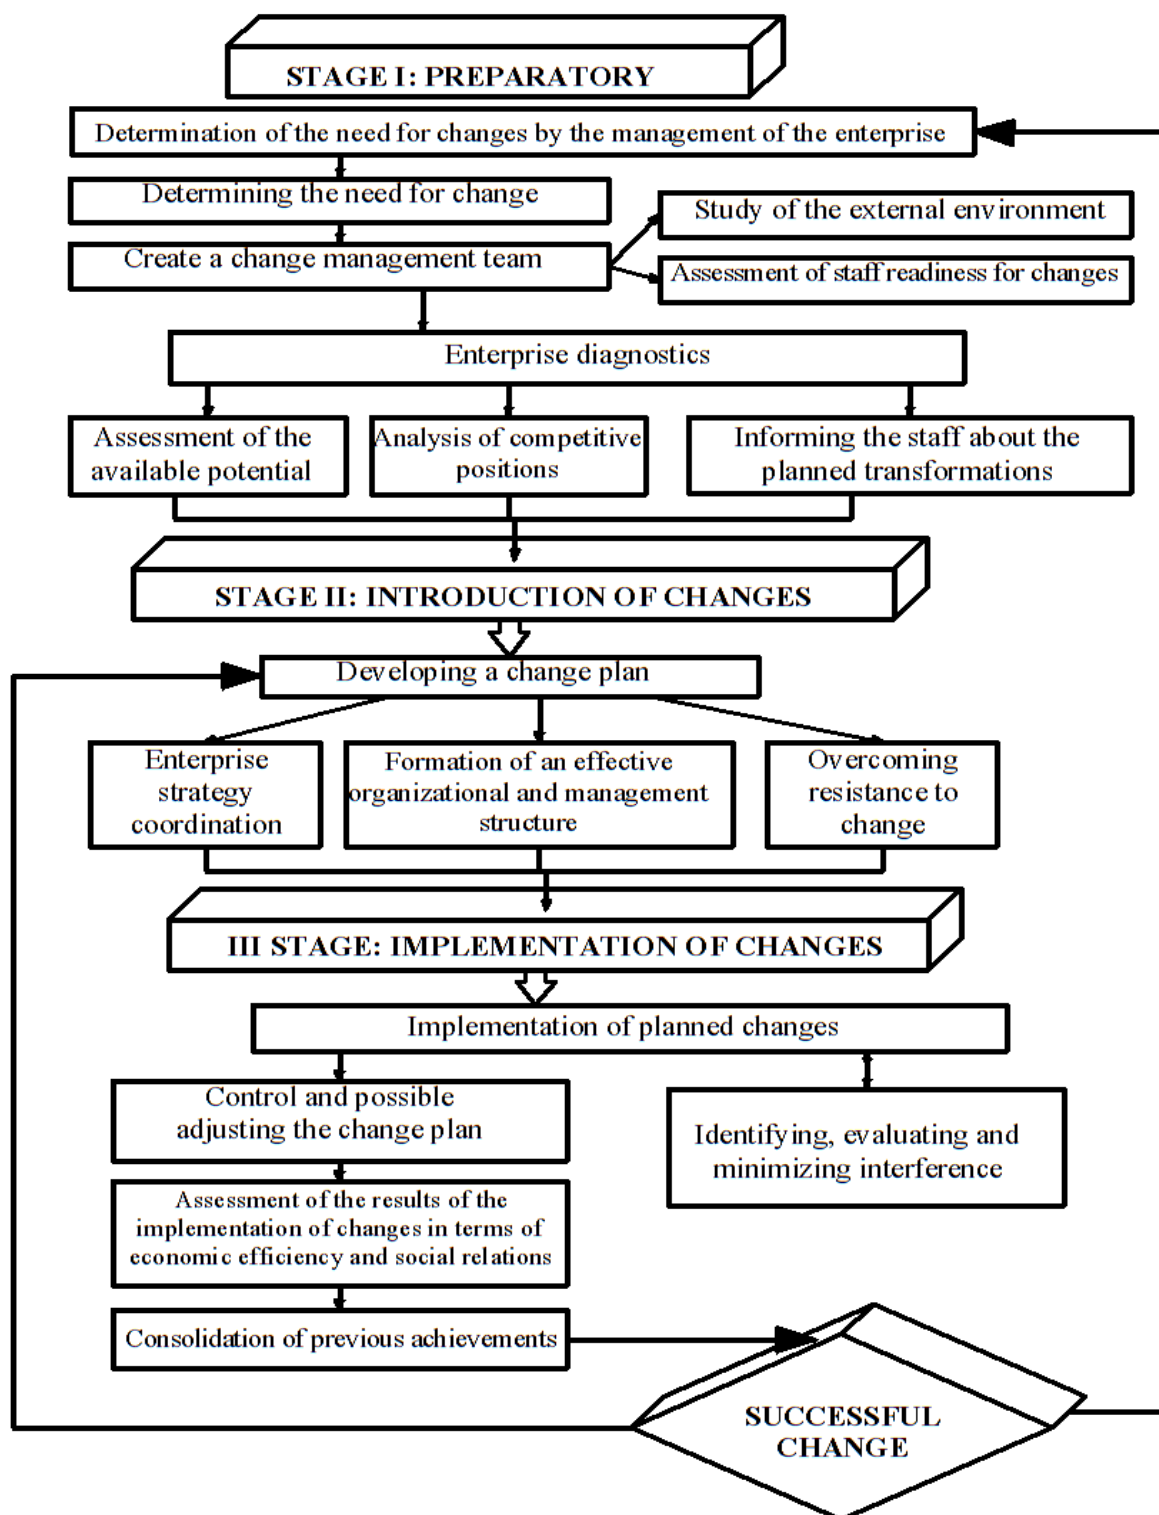 STAGE I: PREPARATORY
Determination of the need for changes by the management of the enterprise
Determining the need for change
Study of the external environment
Create a change management team
Assessment of staff readiness for changes
Enterprise diagnostics
Assessment of the
available potential
Analysis of competitive
positions
Informing the staff about the
planned transformations
STAGE II: INTRODUCTION OF CHANGES
Developing a change plan
Enterprise
strategy
coordination
Formation of an effective
organizational and management
structure
Overcoming
resistance to
change
III STAGE: IMPLEMENTATION OF CHANGES
Implementation of planned changes
Control and possible
adjusting the change plan
Identifying, evaluating and
minimizing interference
Assessment of the results of the
implementation of changes in terms of
economic efficiency and social relations
Consolidation of previous achievements
SUCCESSFUL
CHANGE